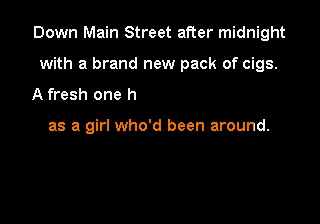 Down Main Street after midnight
with a brand new pack of cigs.
A fresh one h
as a girl who'd been around.